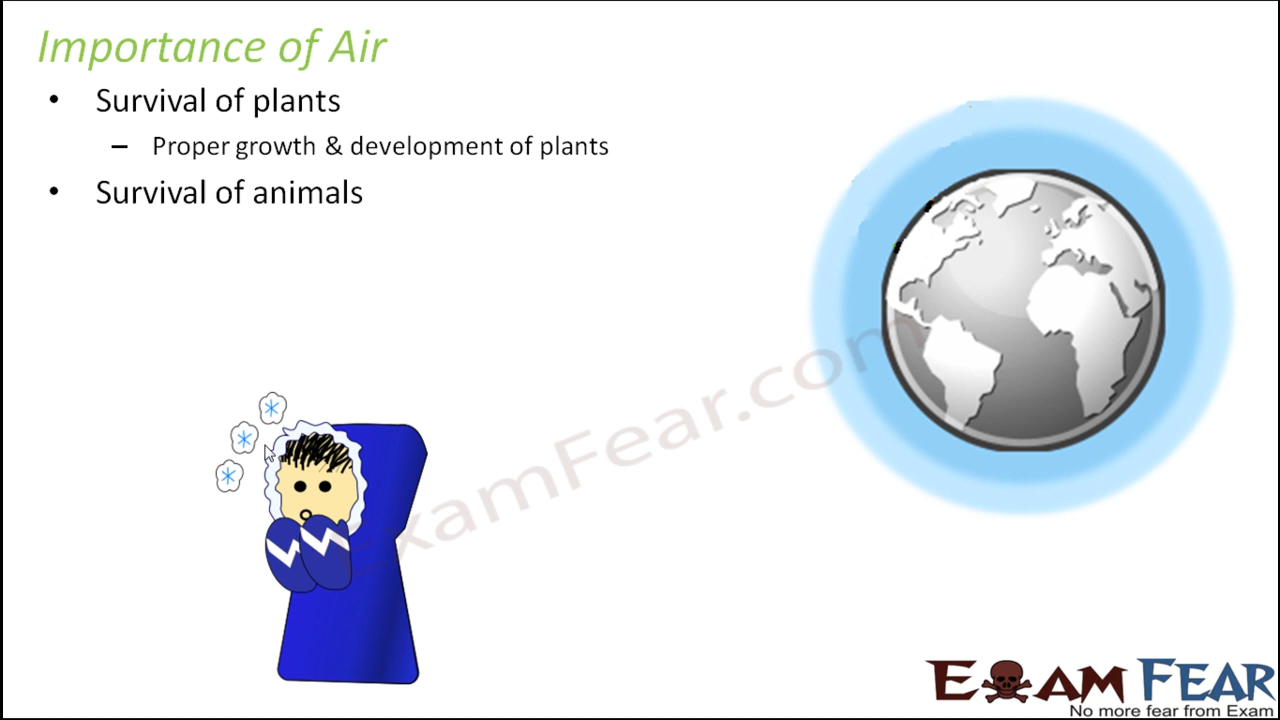 Importance of Air
• Survival of plants
– Proper growth & development of plants
• Survival of animals
ExamFear.com
EXAM FEAR
No more fear from Exam